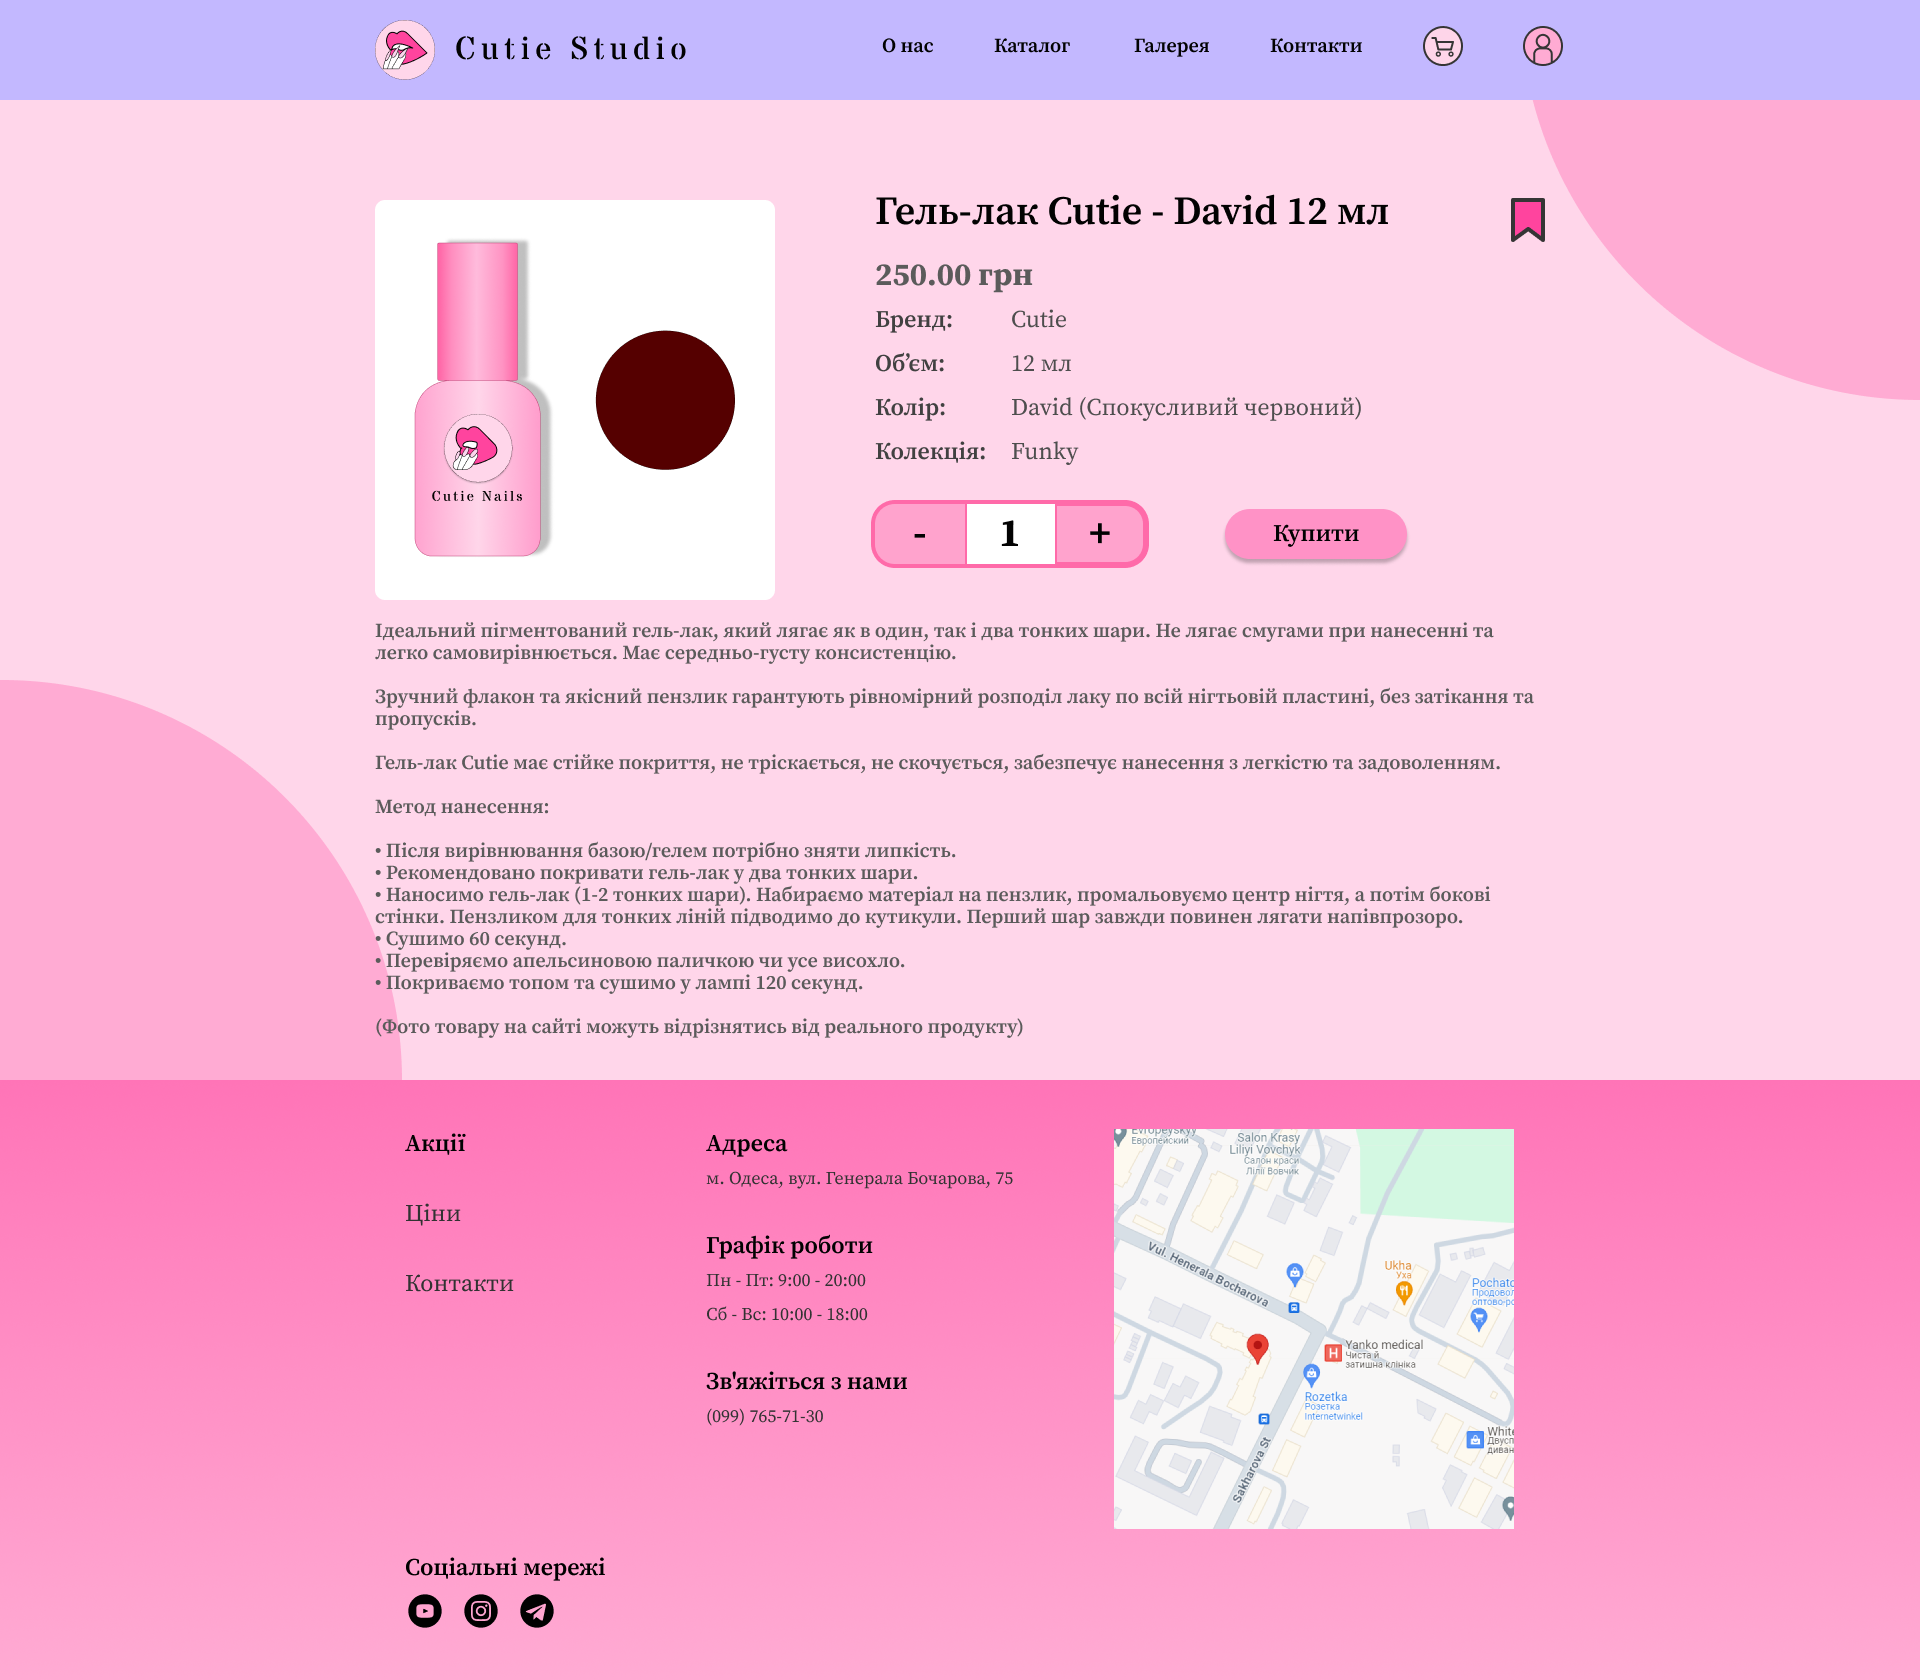 Cutie Studio
О нас
Каталог
Галерея
Контакти
Гель-лак Cutie - David 12 мл
250.00 грн
Бренд: Cutie
Об’єм: 12 мл
Колір: David (Спокусливий червоний)
Колекція: Funky
Cutie Nails
- 1 +
Купити
Ідеальний пігментований гель-лак, який лягає як в один, так і два тонких шари. Не лягає смугами при нанесенні та
легко самовирівнюється. Має середньо-густу консистенцію.
Зручний флакон та якісний пензлик гарантують рівномірний розподіл лаку по всій нігтьовій пластині, без затікання та
пропусків.
Гель-лак Cutie має стійке покриття, не тріскається, не скочується, забезпечує нанесення з легкістю та задоволенням.
Метод нанесення:
• Після вирівнювання базою/гелем потрібно зняти липкість.
• Рекомендовано покривати гель-лак у два тонких шари.
• Наносимо гель-лак (1-2 тонких шари). Набираємо матеріал на пензлик, промальовуємо центр нігтя, а потім бокові
стінки. Пензликом для тонких ліній підводимо до кутикули. Перший шар завжди повинен лягати напівпрозоро.
• Сушимо 60 секунд.
• Перевіряємо апельсиновою паличкою чи усе висохло.
• Покриваємо топом та сушимо у лампі 120 секунд.
(Фото товару на сайті можуть відрізнятись від реального продукту)
Акції
Ціни
Контакти
Адреса
м. Одеса, вул. Генерала Бочарова, 75
Графік роботи
Пн - Пт: 9:00 - 20:00
Сб - Вс: 10:00 - 18:00
Зв'яжіться з нами
(099) 765-71-30
Evropeyskyy
Европейский
Salon Krasy
Liliyi Vovchyk
Салон краси
Лілії Вовчик
Vul. Henerala Bocharova
Ukha
Уха
Pochato
Продовол
оптово-ро
H
Yanko medical
Чиста й
затишна клініка
Rozetka
Розетка
Internetwinkel
White
Двусп
диван
Sakharova St
Соціальні мережі